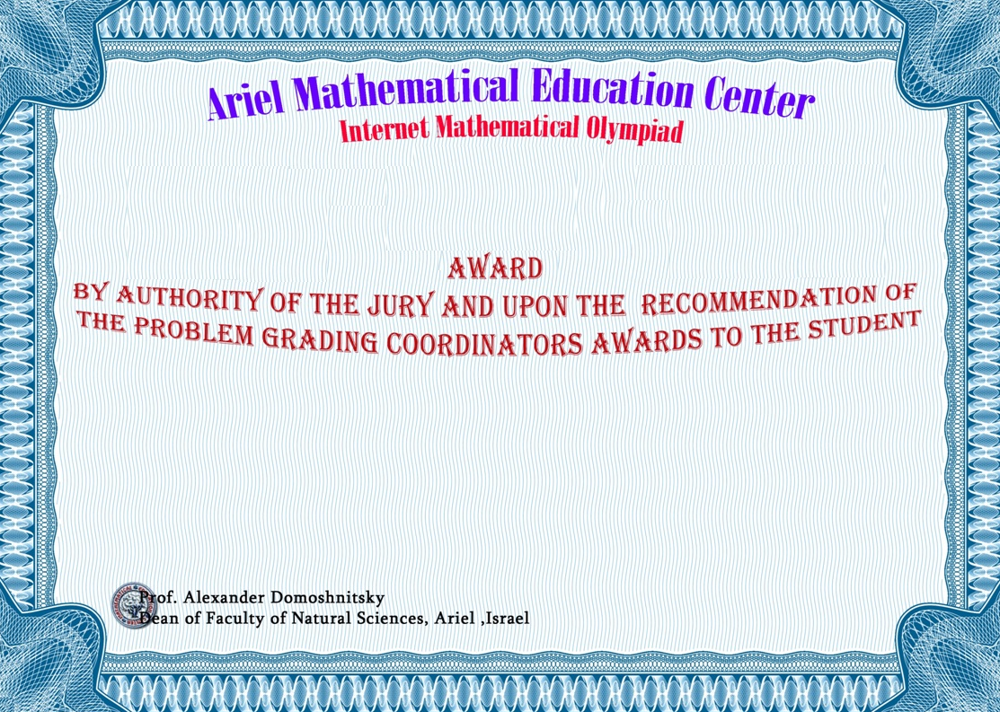 Ariel Mathematical Education Center
Internet Mathematical Olympiad
AWARD
BY AUTHORITY OF THE JURY AND UPON THE RECOMMENDATION OF
THE PROBLEM GRADING COORDINATORS AWARDS TO THE STUDENT
Prof. Alexander Domoshnitsky
Dean of Faculty of Natural Sciences, Ariel ,Israel